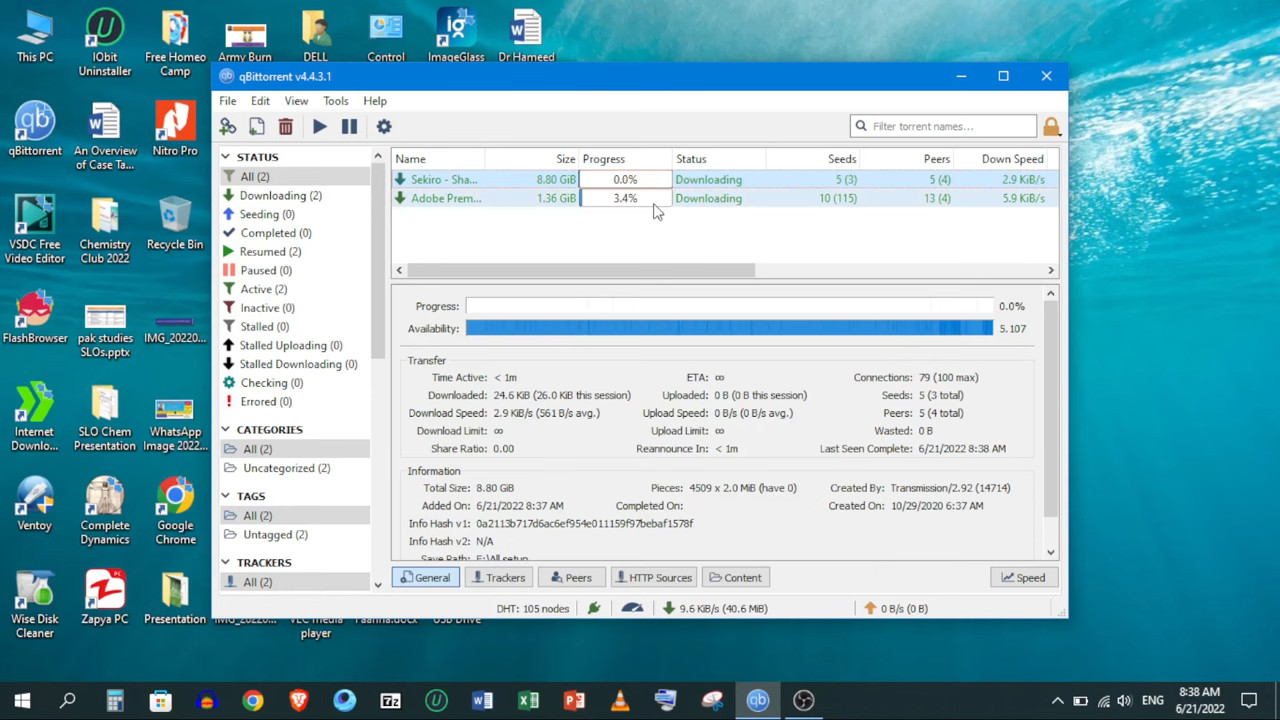 This PC
IObit Uninstaller
Free Homeo Camp
Army Burn
DELL
Control
ImageGlass
Dr Hameed
qBittorrent v4.4.3.1
File Edit View Tools Help
Filter torrent names...
qBittorrent
An Overview of Case Ta...
Nitro Pro
VSDC Free Video Editor
Chemistry Club 2022
Recycle Bin
FlashBrowser
pak studies SLOs.pptx
IMG_20220...
Internet Downlo...
SLO Chem Presentation
WhatsApp Image 2022...
Ventoy
Complete Dynamics
Google Chrome
Wise Disk Cleaner
Zapya PC
Presentation
IMG_20220...
VLC media player
USB Drive
STATUS
All (2)
Downloading (2)
Seeding (0)
Completed (0)
Resumed (2)
Paused (0)
Active (2)
Inactive (0)
Stalled (0)
Stalled Uploading (0)
Stalled Downloading (0)
Checking (0)
Errored (0)
CATEGORIES
All (2)
Uncategorized (2)
TAGS
All (2)
Untagged (2)
TRACKERS
All (2)
Name Size Progress Status Seeds Peers Down Speed
Sekiro - Sha... 8.80 GiB 0.0% Downloading 5 (3) 5 (4) 2.9 KiB/s
Adobe Prem... 1.36 GiB 3.4% Downloading 10 (115) 13 (4) 5.9 KiB/s
Progress: 0.0%
Availability: 5.107
Transfer
Time Active: < 1m ETA: ∞ Connections: 79 (100 max)
Downloaded: 24.6 KiB (26.0 KiB this session) Uploaded: 0 B (0 B this session) Seeds: 5 (3 total)
Download Speed: 2.9 KiB/s (561 B/s avg.) Upload Speed: 0 B/s (0 B/s avg.) Peers: 5 (4 total)
Download Limit: ∞ Upload Limit: ∞ Wasted: 0 B
Share Ratio: 0.00 Reannounce In: < 1m Last Seen Complete: 6/21/2022 8:38 AM
Information
Total Size: 8.80 GiB Pieces: 4509 x 2.0 MiB (have 0) Created By: Transmission/2.92 (14714)
Added On: 6/21/2022 8:37 AM Completed On: Created On: 10/29/2020 6:37 AM
Info Hash v1: 0a2113b717d6ac6ef954e011159f97bebaf1578f
Info Hash v2: N/A
Save Path: E:\All setup
General Trackers Peers HTTP Sources Content Speed
DHT: 105 nodes 9.6 KiB/s (40.6 MiB) 0 B/s (0 B)
ENG
8:38 AM
6/21/2022